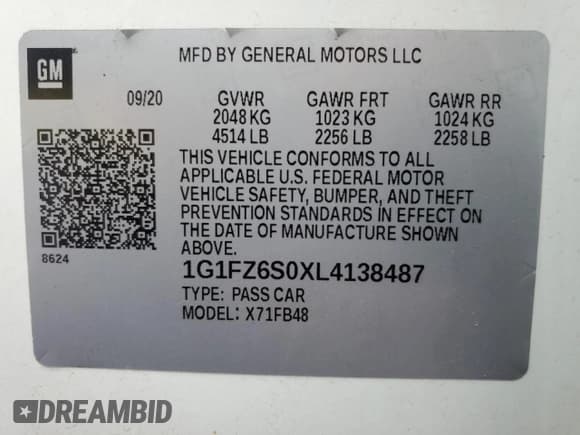 GM
MFD BY GENERAL MOTORS LLC
09/20 GVWR GAWR FRT GAWR RR
2048 KG 1023 KG 1024 KG
4514 LB 2256 LB 2258 LB
THIS VEHICLE CONFORMS TO ALL
APPLICABLE U.S. FEDERAL MOTOR
VEHICLE SAFETY, BUMPER, AND THEFT
PREVENTION STANDARDS IN EFFECT ON
THE DATE OF MANUFACTURE SHOWN
ABOVE.
8624
1G1FZ6S0XL4138487
TYPE: PASS CAR
MODEL: X71FB48
DREAMBID